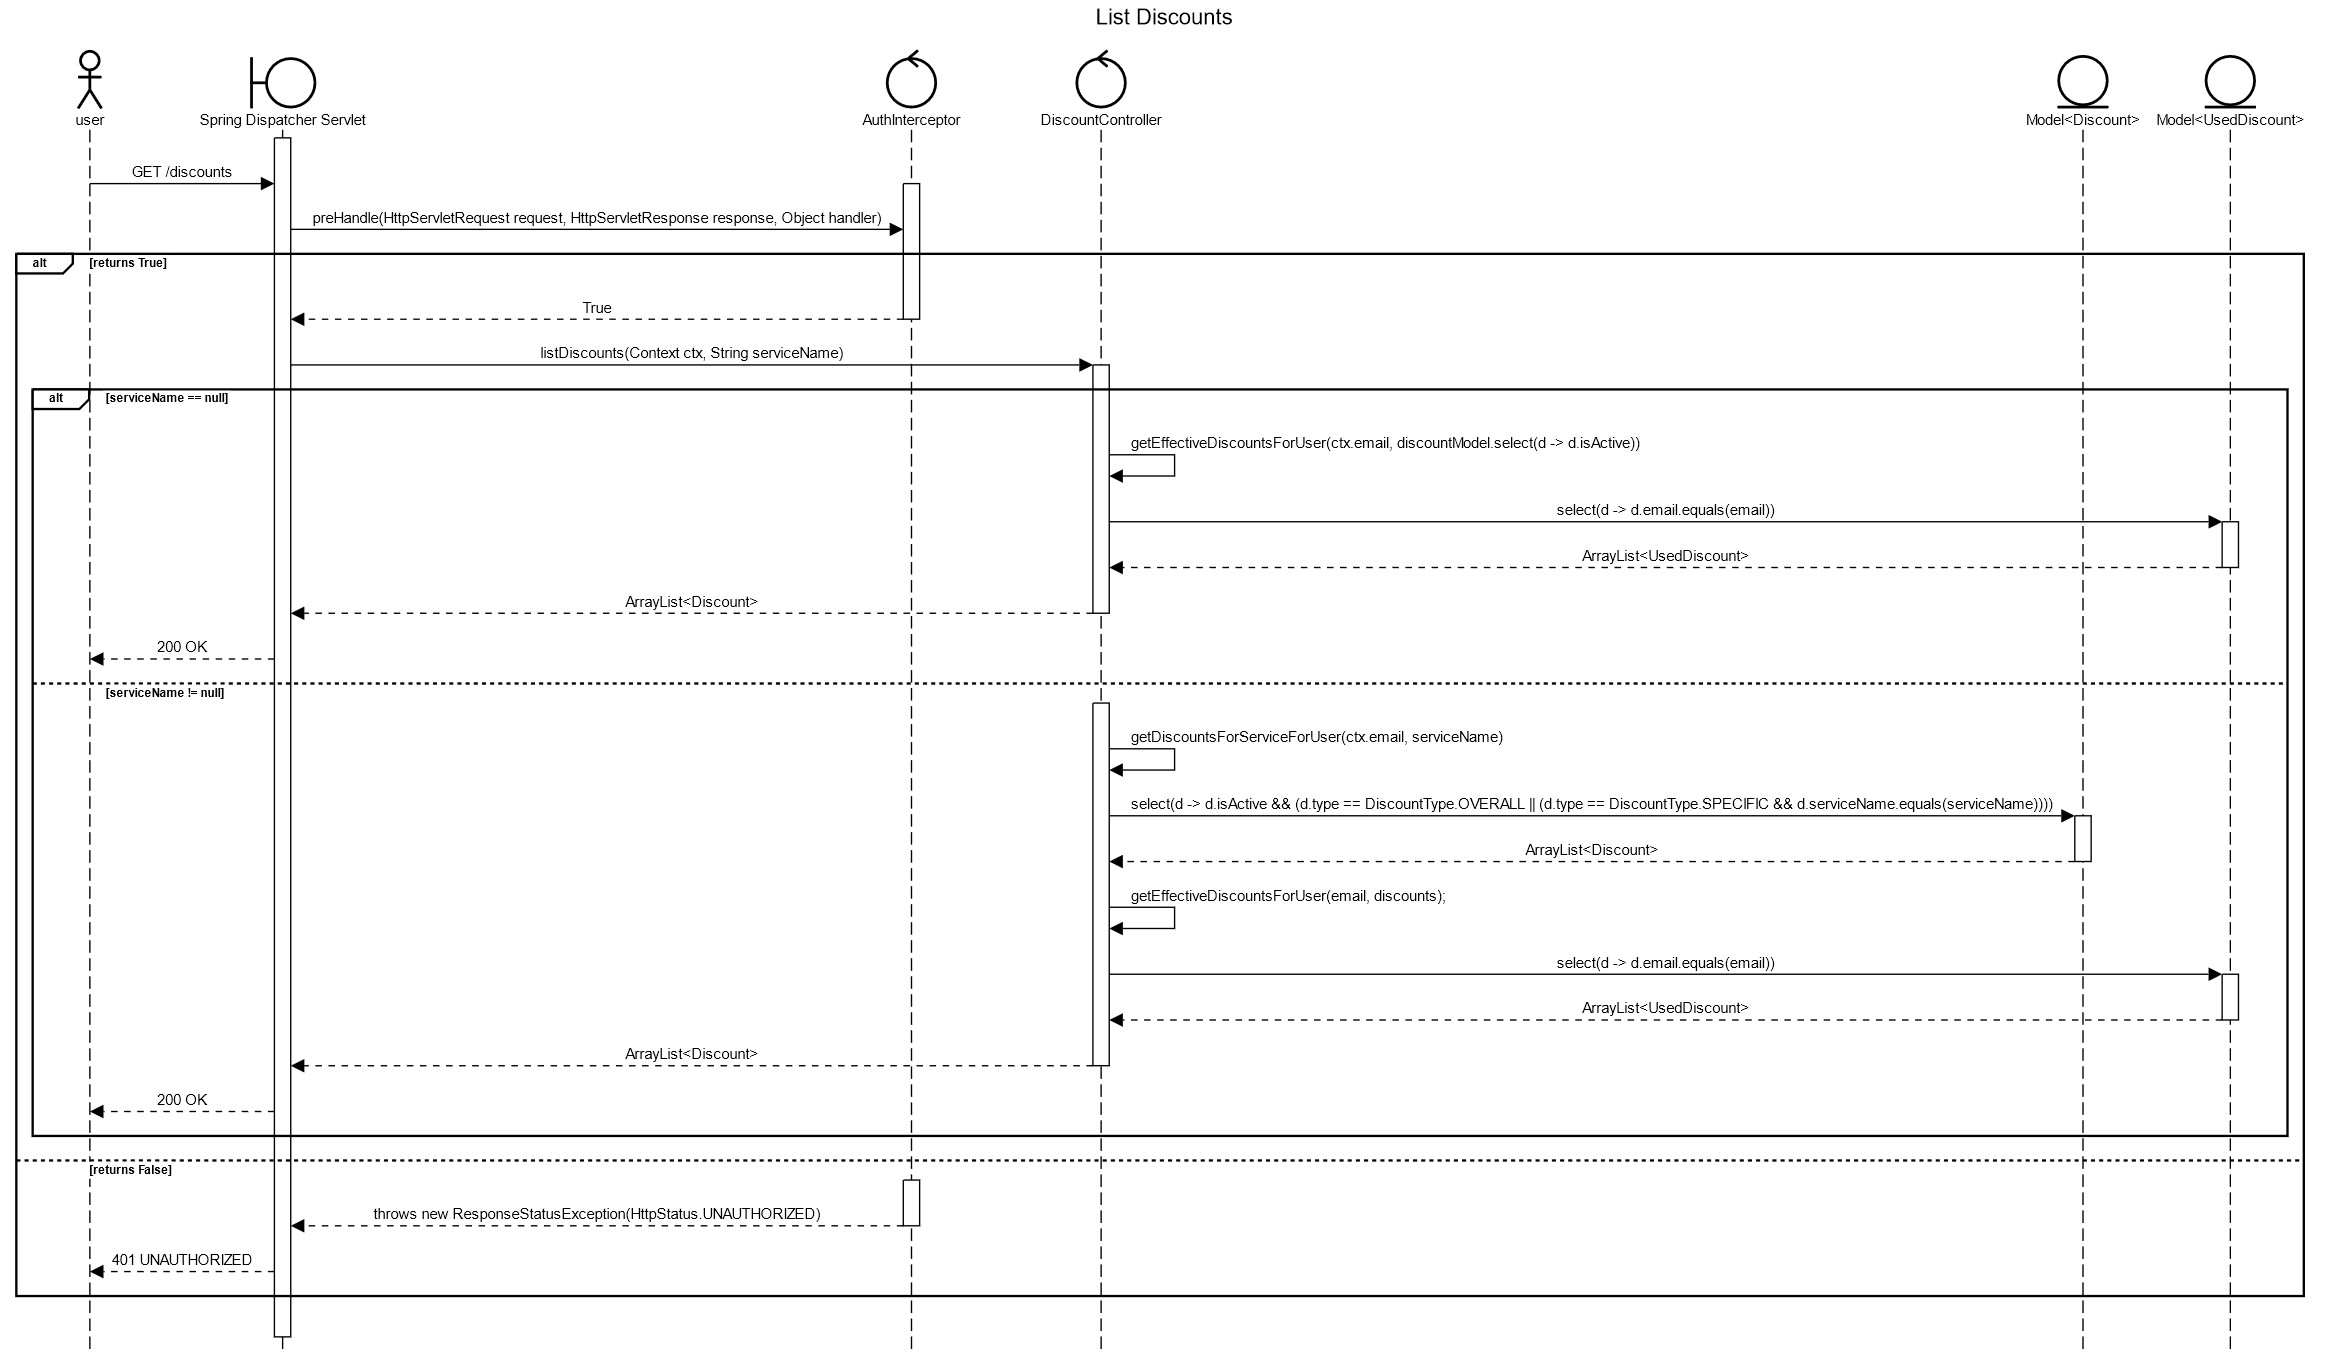 List Discounts
user
Spring Dispatcher Servlet
AuthInterceptor
DiscountController
Model<Discount>
Model<UsedDiscount>
GET /discounts
preHandle(HttpServletRequest request, HttpServletResponse response, Object handler)
alt
[returns True]
True
listDiscounts(Context ctx, String serviceName)
alt
[serviceName == null]
getEffectiveDiscountsForUser(ctx.email, discountModel.select(d -> d.isActive))
select(d -> d.email.equals(email))
ArrayList<UsedDiscount>
ArrayList<Discount>
200 OK
[serviceName != null]
getDiscountsForServiceForUser(ctx.email, serviceName)
select(d -> d.isActive && (d.type == DiscountType.OVERALL || (d.type == DiscountType.SPECIFIC && d.serviceName.equals(serviceName))))
ArrayList<Discount>
getEffectiveDiscountsForUser(email, discounts);
select(d -> d.email.equals(email))
ArrayList<UsedDiscount>
ArrayList<Discount>
200 OK
[returns False]
throws new ResponseStatusException(HttpStatus.UNAUTHORIZED)
401 UNAUTHORIZED